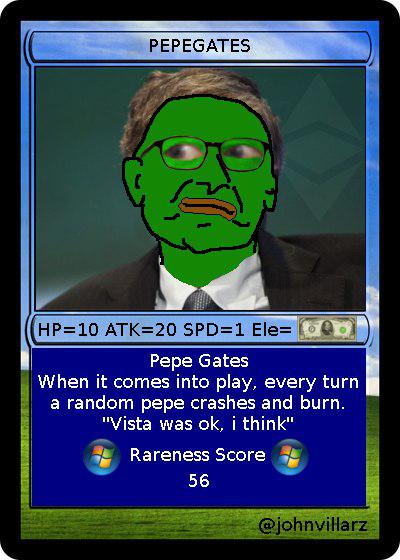 PEPEGATES
HP=10 ATK=20 SPD=1 Ele=
Pepe Gates
When it comes into play, every turn
a random pepe crashes and burn.
"Vista was ok, i think"
Rareness Score
56
@johnvillarz